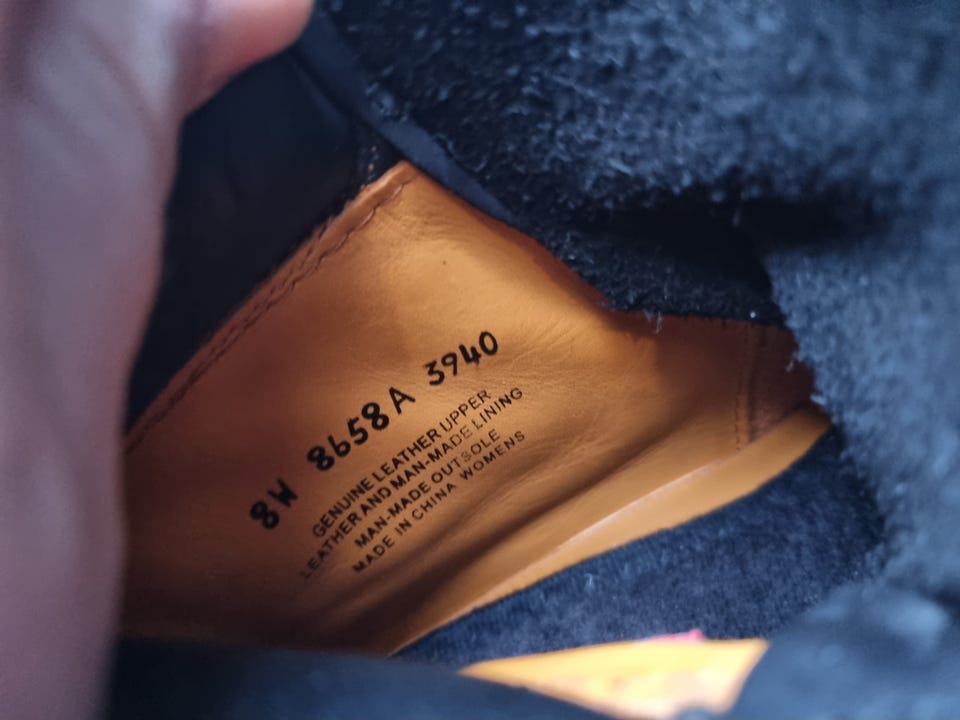 8W 8658A 3940
GENUINE LEATHER UPPER
LEATHER AND MAN-MADE LINING
MAN-MADE OUTSOLE
MADE IN CHINA WOMENS